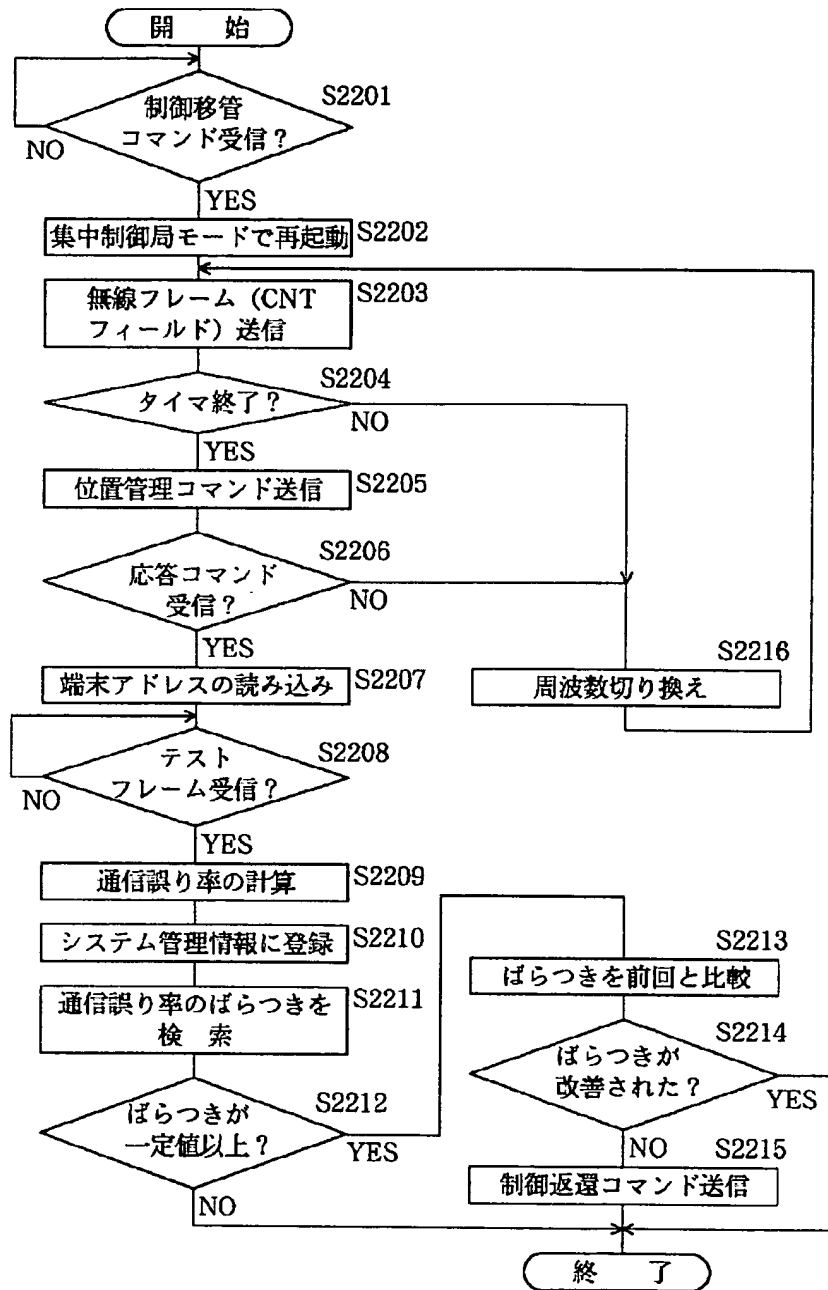 開 始
制御移管
コマンド受信?
S2201
NO
YES
集中制御局モードで再起動
S2202
無線フレーム（CNT
フィールド）送信
S2203
タイマ終了?
S2204
NO
YES
位置管理コマンド送信
S2205
応答コマンド
受信?
S2206
NO
YES
端末アドレスの読み込み
S2207
周波数切り換え
S2216
テスト
フレーム受信?
S2208
NO
YES
通信誤り率の計算
S2209
システム管理情報に登録
S2210
通信誤り率のばらつきを
検 索
S2211
ばらつきが
一定値以上?
S2212
YES
NO
ばらつきを前回と比較
S2213
ばらつきが
改善された?
S2214
YES
NO
制御返還コマンド送信
S2215
終 了